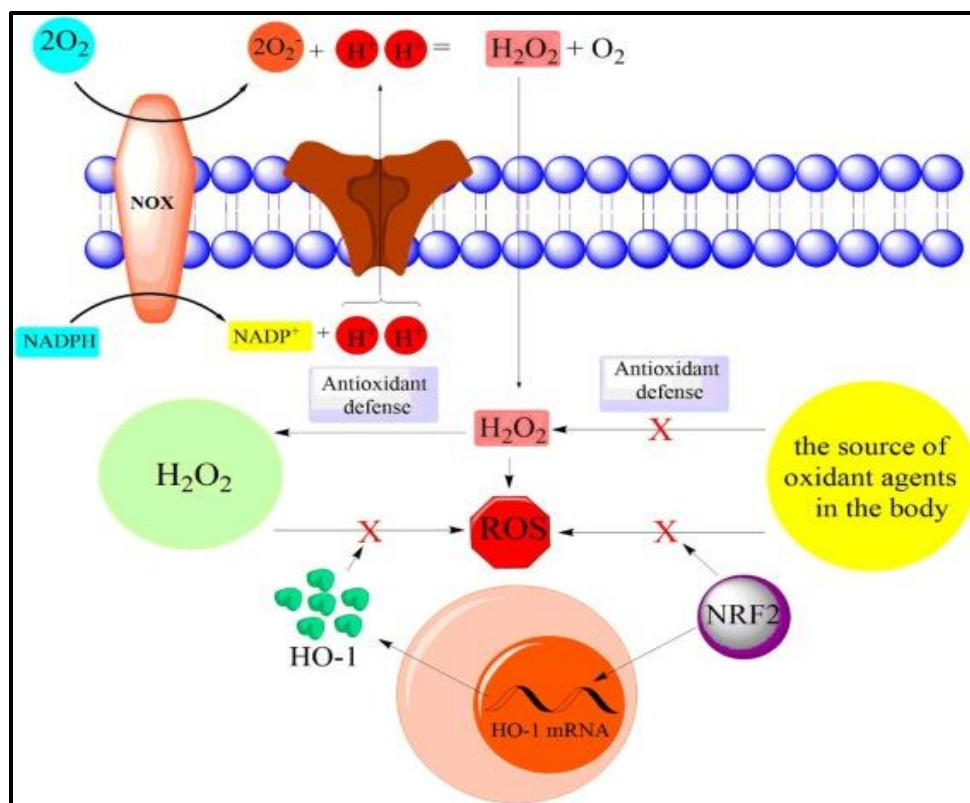 2O₂
2O₂⁻ + H⁺ H⁺ = H₂O₂ + O₂
NOX
NADPH
NADP⁺ + H⁺ H⁺
Antioxidant
defense
Antioxidant
defense
H₂O₂
H₂O₂
X
the source of
oxidant agents
in the body
X
ROS
X
HO-1
NRF2
HO-1 mRNA